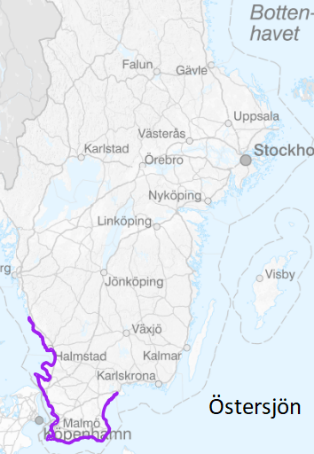 Botten-
havet
Falun
Gävle
Uppsala
Västerås
Karlstad
Örebro
Stockho
Nyköping
Linköping
rg
Visby
Jönköping
Växjö
Halmstad
Kalmar
Karlskrona
Östersjön
Malmö
Köpenhamn